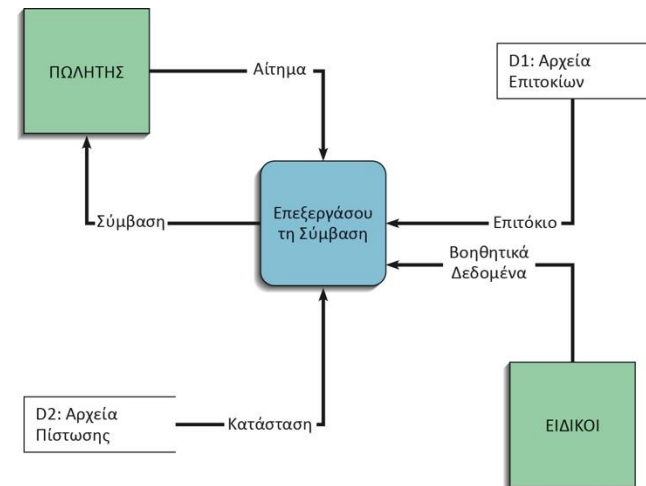 ΠΩΛΗΤΗΣ
Αίτημα
D1: Αρχεία
Επιτοκίων
Επεξεργάσου
τη Σύμβαση
Σύμβαση
Επιτόκιο
Βοηθητικά
Δεδομένα
D2: Αρχεία
Πίστωσης
Κατάσταση
ΕΙΔΙΚΟΙ